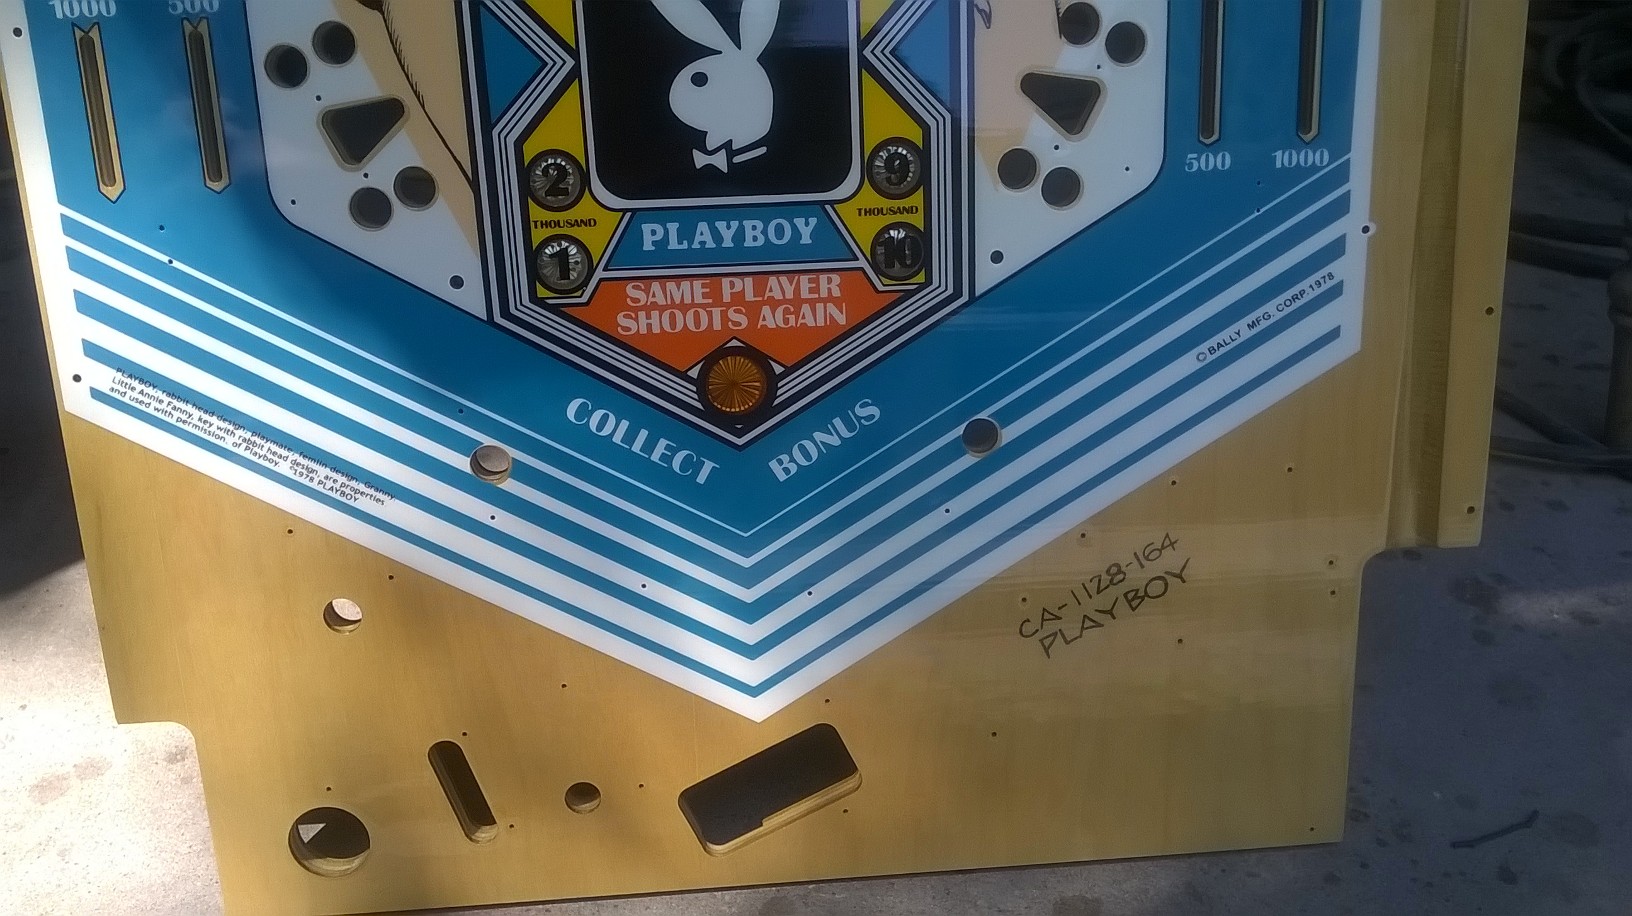 1000
500
500
1000
2
9
THOUSAND
THOUSAND
1
10
PLAYBOY
SAME PLAYER
SHOOTS AGAIN
COLLECT BONUS
©BALLY MFG. CORP. 1978
PLAYBOY, rabbit head design, playmate, femlin design, Granny,
Little Annie Fanny, key with rabbit head design, are properties
and used with permission, of Playboy. ©1978 PLAYBOY
CA-1128-164
PLAYBOY